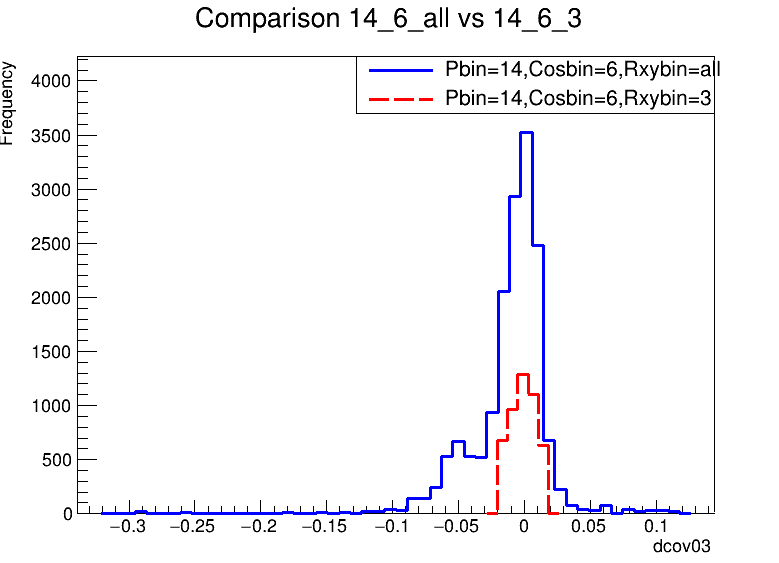 Comparison 14_6_all vs 14_6_3
Pbin=14,Cosbin=6,Rxybin=all
Pbin=14,Cosbin=6,Rxybin=3
Frequency
4000
3500
3000
2500
2000
1500
1000
500
0
−0.3 −0.25 −0.2 −0.15 −0.1 −0.05 0 0.05 0.1
dcov03